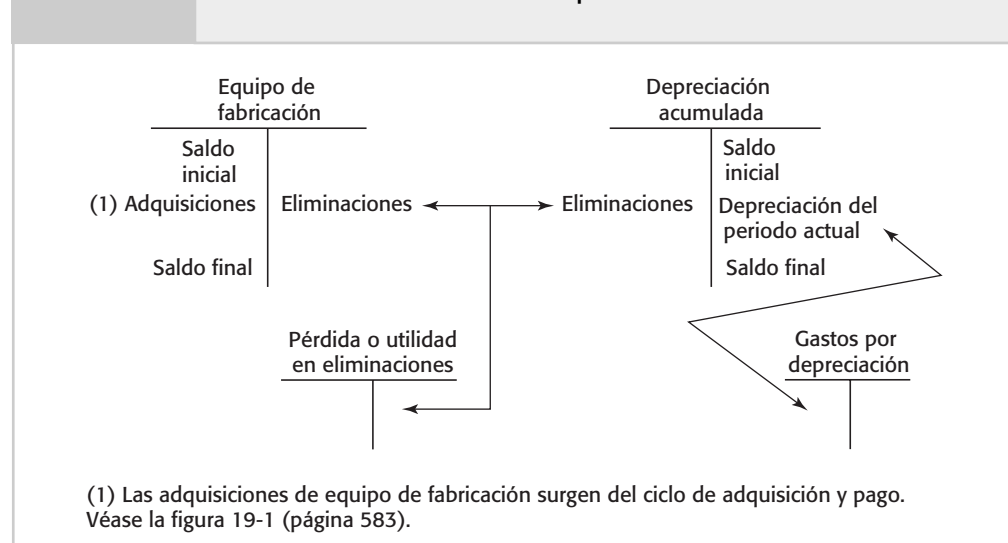 Equipo de
fabricación
Saldo
inicial
(1) Adquisiciones
Eliminaciones
Saldo final
Depreciación
acumulada
Eliminaciones
Saldo
inicial
Depreciación del
periodo actual
Saldo final
Pérdida o utilidad
en eliminaciones
Gastos por
depreciación
(1) Las adquisiciones de equipo de fabricación surgen del ciclo de adquisición y pago.
Véase la figura 19-1 (página 583).